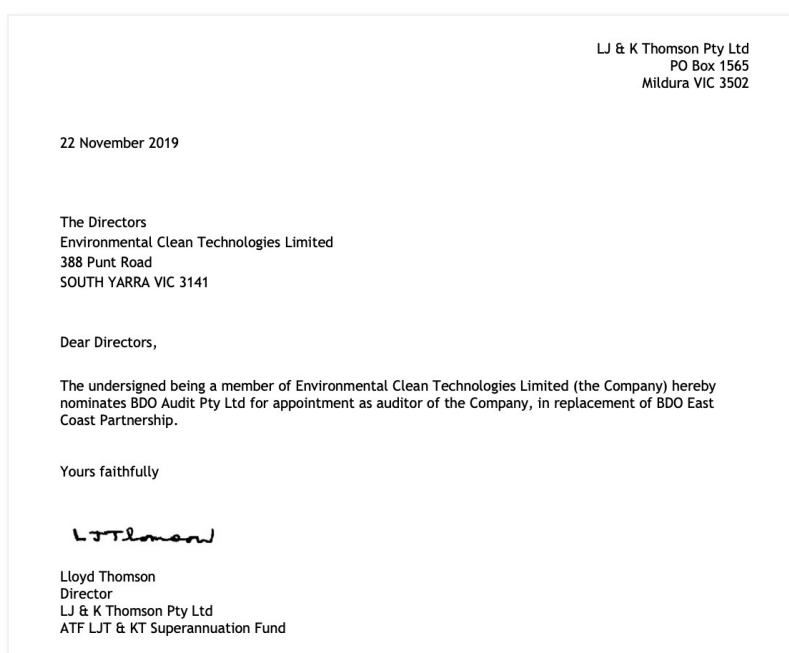 LJ & K Thomson Pty Ltd
PO Box 1565
Mildura VIC 3502
22 November 2019
The Directors
Environmental Clean Technologies Limited
388 Punt Road
SOUTH YARRA VIC 3141
Dear Directors,
The undersigned being a member of Environmental Clean Technologies Limited (the Company) hereby
nominates BDO Audit Pty Ltd for appointment as auditor of the Company, in replacement of BDO East
Coast Partnership.
Yours faithfully
LJThomson
Lloyd Thomson
Director
LJ & K Thomson Pty Ltd
ATF LJT & KT Superannuation Fund